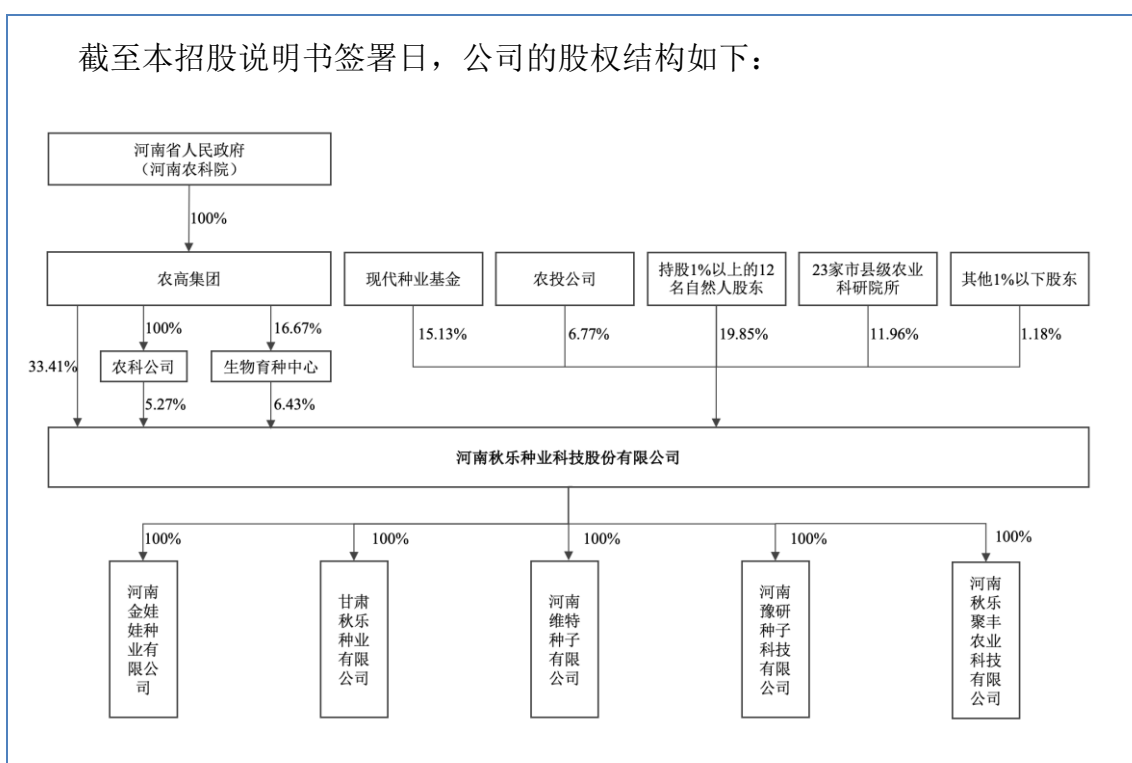 截至本招股说明书签署日，公司的股权结构如下：
河南省人民政府
（河南农科院）
100%
农高集团
现代种业基金
农投公司
持股1%以上的12
名自然人股东
23家市县级农业
科研院所
其他1%以下股东
100%
16.67%
15.13%
6.77%
19.85%
11.96%
1.18%
33.41%
农科公司
生物育种中心
5.27%
6.43%
河南秋乐种业科技股份有限公司
100%
100%
100%
100%
100%
河南
金娃
娃种
业有
限公
司
甘肃
秋乐
种业
有限
公司
河南
维特
种子
有限
公司
河南
豫研
种子
科技
有限
公司
河南
秋乐
聚丰
农业
科技
有限
公司